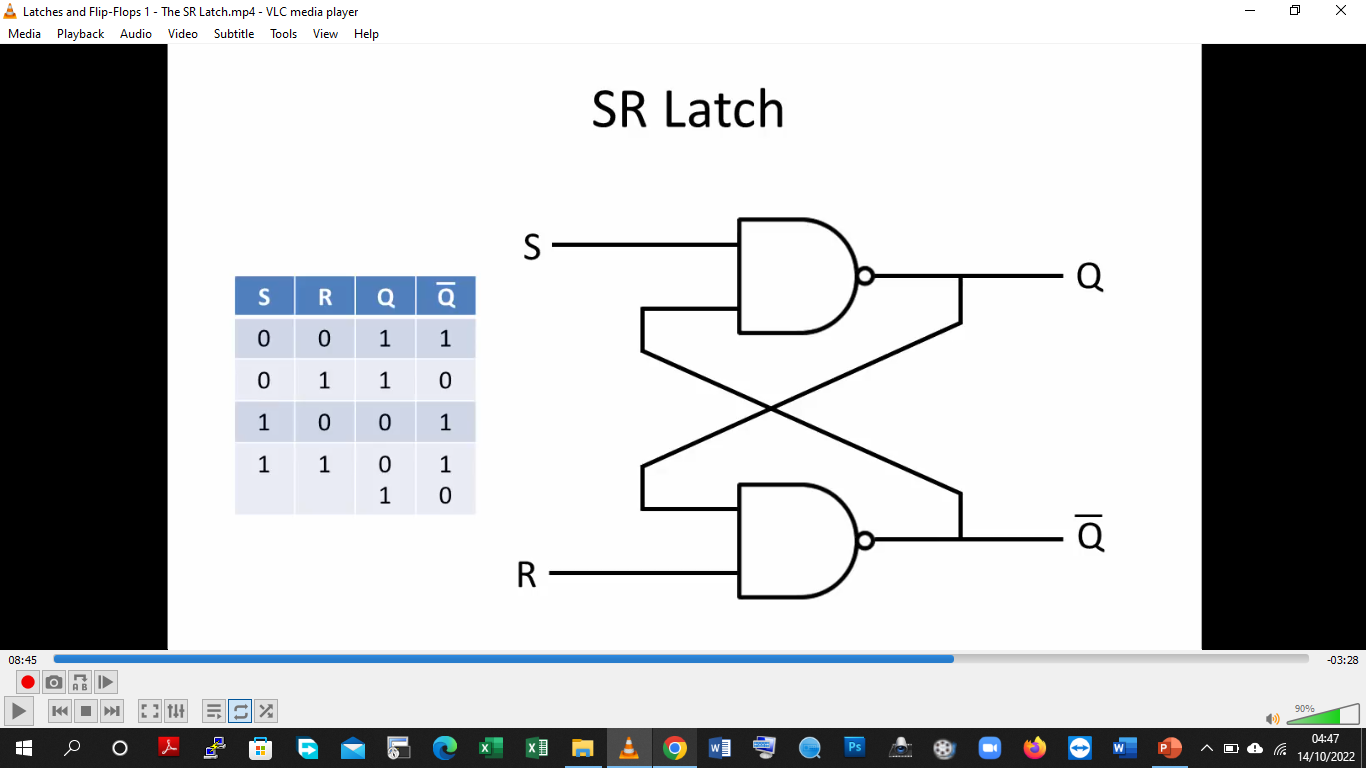 Latches and Flip-Flops 1 - The SR Latch.mp4 - VLC media player
Media Playback Audio Video Subtitle Tools View Help
SR Latch
S R Q Q̅
0 0 1 1
0 1 1 0
1 0 0 1
1 1 0 1
1 0
S
Q
R
Q̅
08:45
-03:28
A B
90%
04:47
14/10/2022